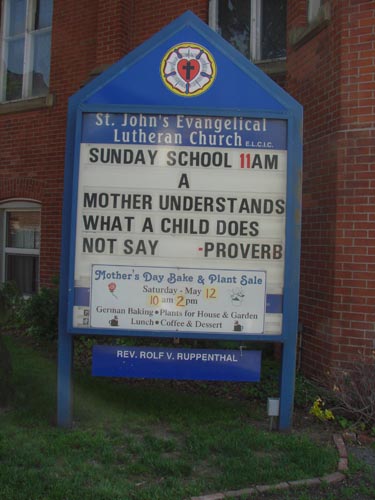 St. John's Evangelical
Lutheran Church E.L.C.I.C.
SUNDAY SCHOOL 11AM
A
MOTHER UNDERSTANDS
WHAT A CHILD DOES
NOT SAY -PROVERB
Mother's Day Bake & Plant Sale
Saturday - May 12
10 am 2pm
German Baking • Plants for House & Garden
Lunch • Coffee & Dessert
REV. ROLF V. RUPPENTHAL